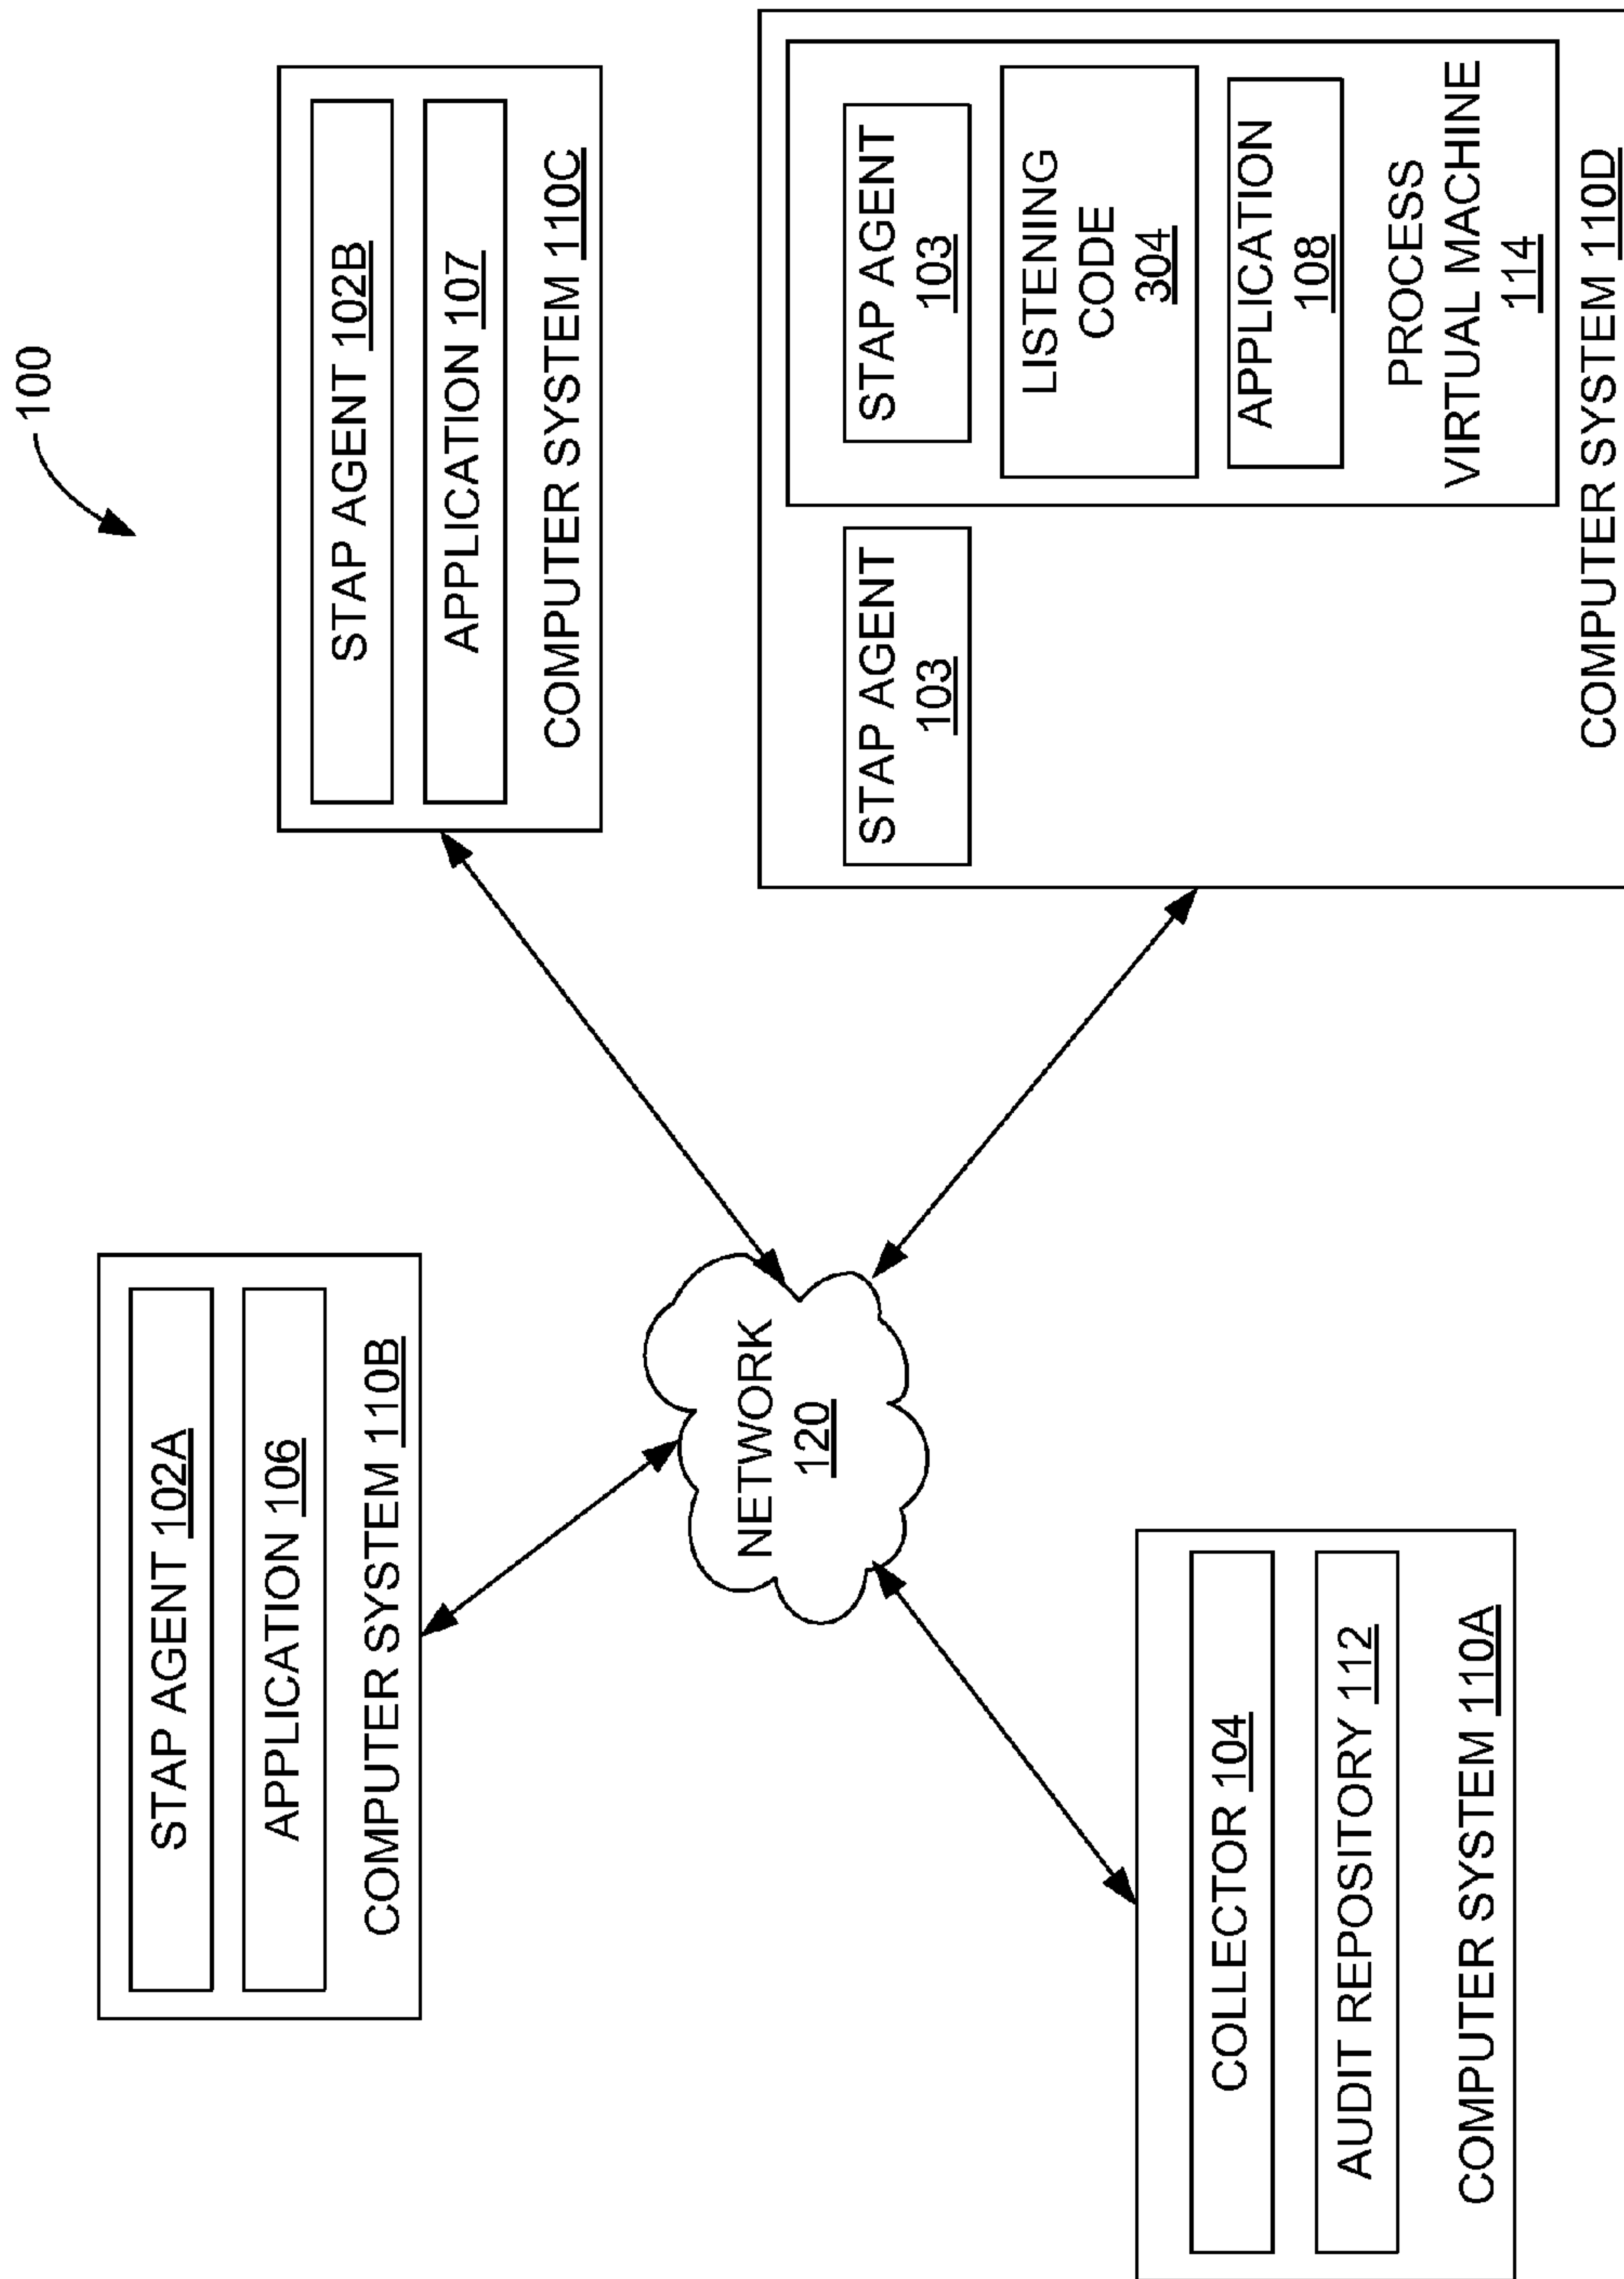 100
STAP AGENT 102A
APPLICATION 106
COMPUTER SYSTEM 110B
STAP AGENT 102B
APPLICATION 107
COMPUTER SYSTEM 110C
NETWORK
120
COLLECTOR 104
AUDIT REPOSITORY 112
COMPUTER SYSTEM 110A
STAP AGENT
103
STAP AGENT
103
LISTENING
CODE
304
APPLICATION
108
PROCESS
VIRTUAL MACHINE
114
COMPUTER SYSTEM 110D